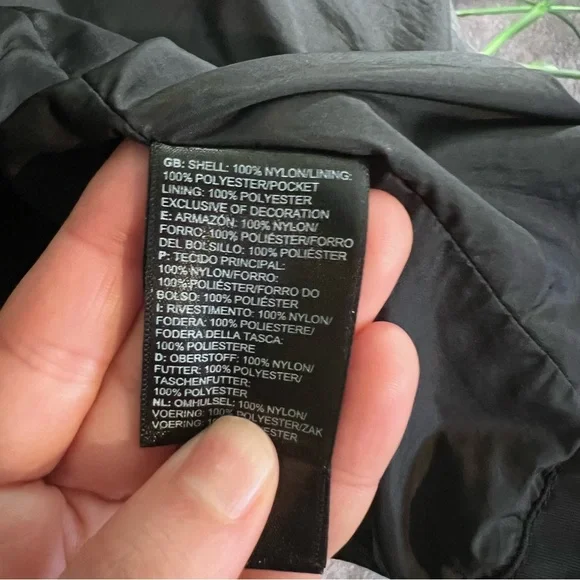 GB: SHELL: 100% NYLON/LINING:
100% POLYESTER/POCKET
LINING: 100% POLYESTER
EXCLUSIVE OF DECORATION
E: ARMAZÓN: 100% NYLON/
FORRO: 100% POLIÉSTER/FORRO
DEL BOLSILLO: 100% POLIÉSTER
P: TECIDO PRINCIPAL:
100% NYLON/FORRO:
100% POLIÉSTER/FORRO DO
BOLSO: 100% POLIÉSTER
I: RIVESTIMENTO: 100% NYLON/
FODERA: 100% POLIESTERE/
FODERA DELLA TASCA:
100% POLIESTERE
D: OBERSTOFF: 100% NYLON/
FUTTER: 100% POLYESTER/
TASCHENFUTTER:
100% POLYESTER
NL: OMHULSEL: 100% NYLON/
VOERING: 100% POLYESTER/ZAK
VOERING: